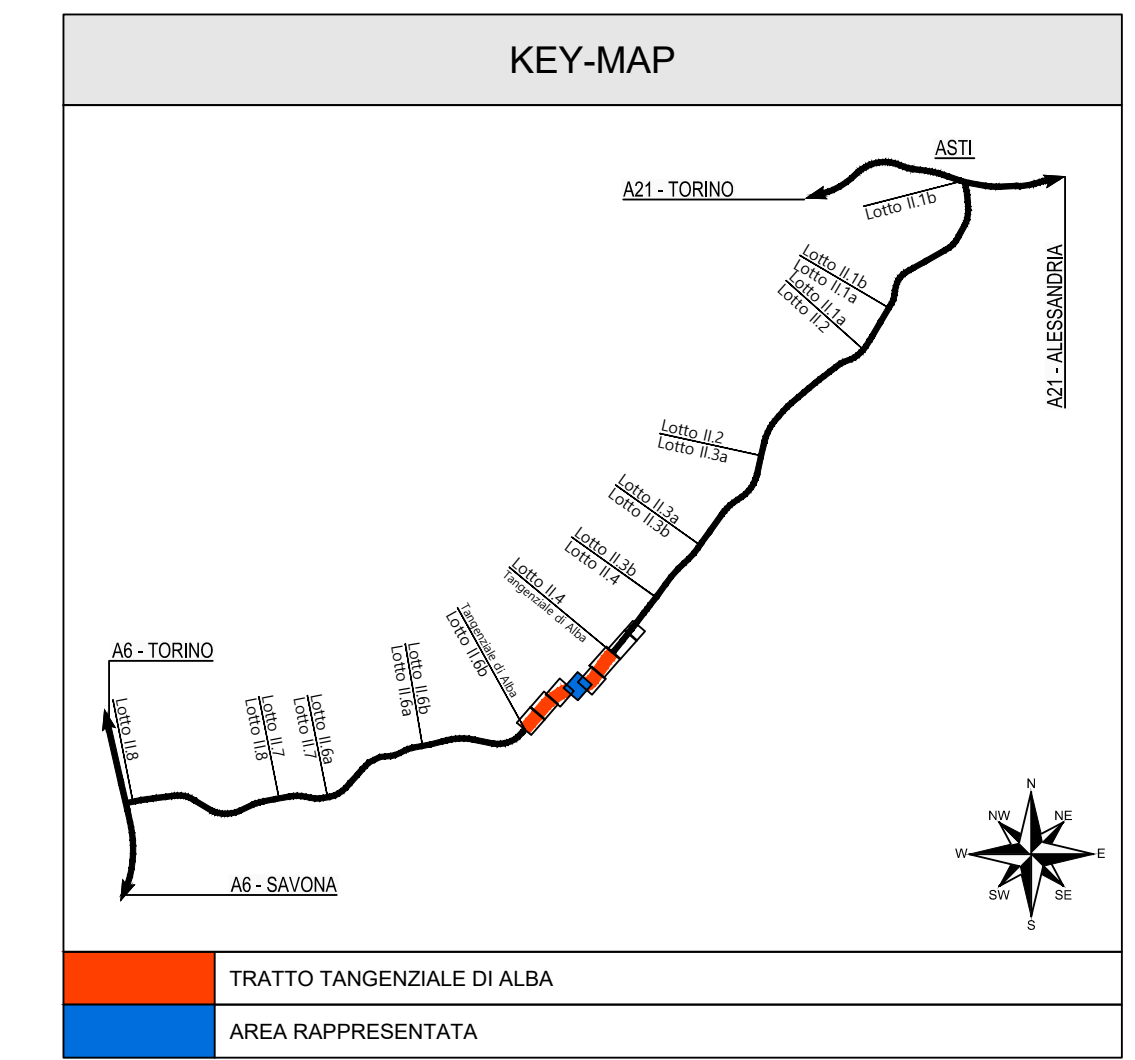 KEY-MAP
ASTI
A21 - TORINO
Lotto II.1b
A21 - ALESSANDRIA
Lotto II.1b
Lotto II.1a
Lotto II.1a
Lotto II.2
Lotto II.2
Lotto II.3a
Lotto II.3a
Lotto II.3b
Lotto II.3b
Lotto II.4
Lotto II.4
Tangenziale di Alba
Tangenziale di Alba
Lotto II.6b
Lotto II.6b
Lotto II.6a
Lotto II.6a
Lotto II.7
Lotto II.7
Lotto II.8
Lotto II.8
A6 - TORINO
A6 - SAVONA
N
NW
NE
W
E
SW
SE
S
TRATTO TANGENZIALE DI ALBA
AREA RAPPRESENTATA